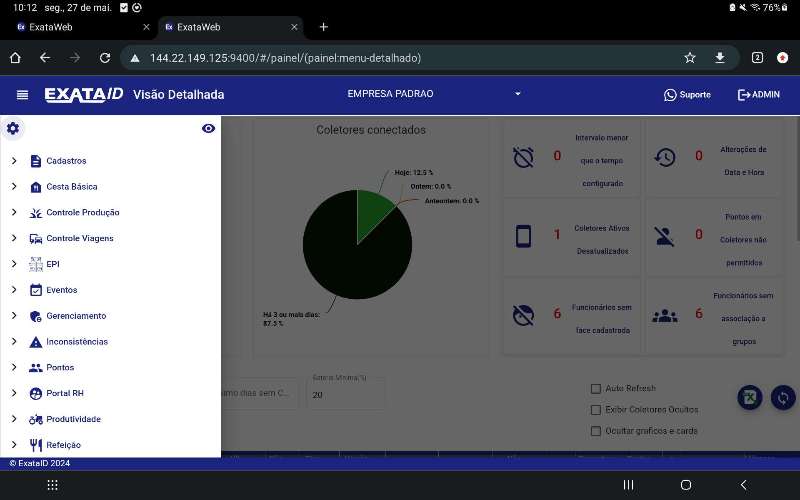 10:12 seg., 27 de mai.
76%
ExataWeb
ExataWeb
144.22.149.125:9400/#/painel/(painel:menu-detalhado)
2
EXATA ID
Visão Detalhada
EMPRESA PADRAO
Suporte
ADMIN
Cadastros
Cesta Básica
Controle Produção
Controle Viagens
EPI
Eventos
Gerenciamento
Inconsistências
Pontos
Portal RH
Produtividade
Refeição
Coletores conectados
Hoje: 12.5 %
Ontem: 0.0 %
Anteontem: 0.0 %
Há 3 ou mais dias:
87.5 %
0
Intervalo menor
que o tempo
configurado
0
Alterações de
Data e Hora
1
Coletores Ativos
Desatualizados
0
Pontos em
Coletores não
permitidos
6
Funcionários sem
face cadastrada
6
Funcionários sem
associação a
grupos
imo dias sem C...
Bateria Mínima(%)
20
Auto Refresh
Exibir Coletores Ocultos
Ocultar graficos e cards
© ExataID 2024